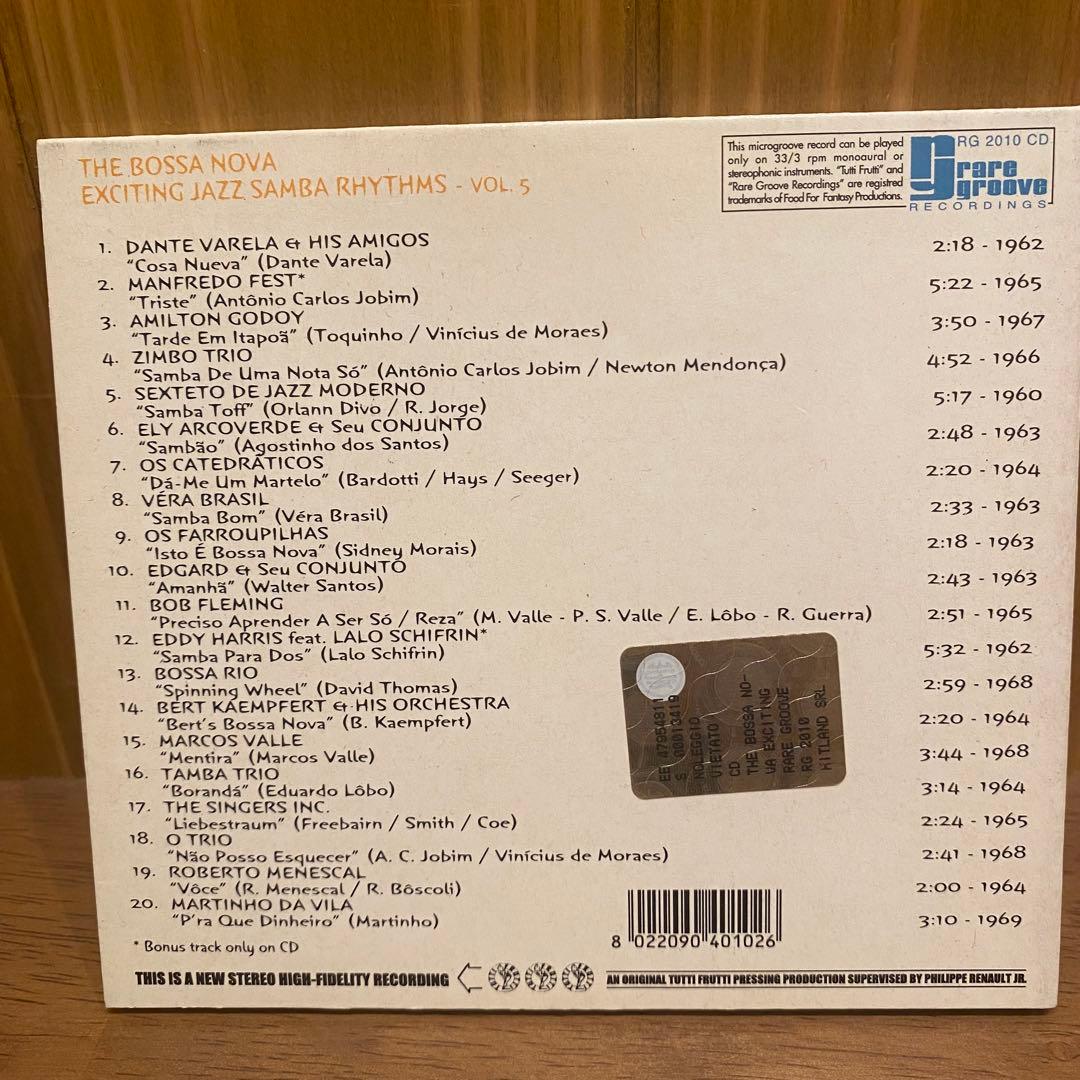 THE BOSSA NOVA
EXCITING JAZZ SAMBA RHYTHMS - VOL. 5
This microgroove record can be played
only on 33/3 rpm monoaural or
stereophonic instruments. "Tutti Frutti" and
"Rare Groove Recordings" are registred
trademarks of Food For Fantasy Productions.
RG 2010 CD
rare
groove
RECORDINGS
1. DANTE VARELA & HIS AMIGOS
"Cosa Nueva" (Dante Varela) 2:18 - 1962
2. MANFREDO FEST*
"Triste" (Antônio Carlos Jobim) 5:22 - 1965
3. AMILTON GODOY
"Tarde Em Itapoã" (Toquinho / Vinícius de Moraes) 3:50 - 1967
4. ZIMBO TRIO
"Samba De Uma Nota Só" (Antônio Carlos Jobim / Newton Mendonça) 4:52 - 1966
5. SEXTETO DE JAZZ MODERNO
"Samba Toff" (Orlann Divo / R. Jorge) 5:17 - 1960
6. ELY ARCOVERDE & Seu CONJUNTO
"Sambão" (Agostinho dos Santos) 2:48 - 1963
7. OS CATEDRÁTICOS
"Dá-Me Um Martelo" (Bardotti / Hays / Seeger) 2:20 - 1964
8. VÉRA BRASIL
"Samba Bom" (Véra Brasil) 2:33 - 1963
9. OS FARROUPILHAS
"Isto É Bossa Nova" (Sidney Morais) 2:18 - 1963
10. EDGARD & Seu CONJUNTO
"Amanhã" (Walter Santos) 2:43 - 1963
11. BOB FLEMING
"Preciso Aprender A Ser Só / Reza" (M. Valle - P. S. Valle / E. Lôbo - R. Guerra) 2:51 - 1965
12. EDDY HARRIS feat. LALO SCHIFRIN*
"Samba Para Dos" (Lalo Schifrin) 5:32 - 1962
13. BOSSA RIO
"Spinning Wheel" (David Thomas) 2:59 - 1968
14. BERT KAEMPFERT & HIS ORCHESTRA
"Bert's Bossa Nova" (B. Kaempfert) 2:20 - 1964
15. MARCOS VALLE
"Mentira" (Marcos Valle) 3:44 - 1968
16. TAMBA TRIO
"Borandá" (Eduardo Lôbo) 3:14 - 1964
17. THE SINGERS INC.
"Liebestraum" (Freebairn / Smith / Coe) 2:24 - 1965
18. O TRIO
"Não Posso Esquecer" (A. C. Jobim / Vinícius de Moraes) 2:41 - 1968
19. ROBERTO MENESCAL
"Vôce" (R. Menescal / R. Bôscoli) 2:00 - 1964
20. MARTINHO DA VILA
"P'ra Que Dinheiro" (Martinho) 3:10 - 1969
* Bonus track only on CD
NOLEGGIO
VIETATO
CD
THE BOSSA NO-
VA EXCITING
RARE GROOVE
RG 2010
HITLAND SRL
8 022090 401026
THIS IS A NEW STEREO HIGH-FIDELITY RECORDING
AN ORIGINAL TUTTI FRUTTI PRESSING PRODUCTION SUPERVISED BY PHILIPPE RENAULT JR.